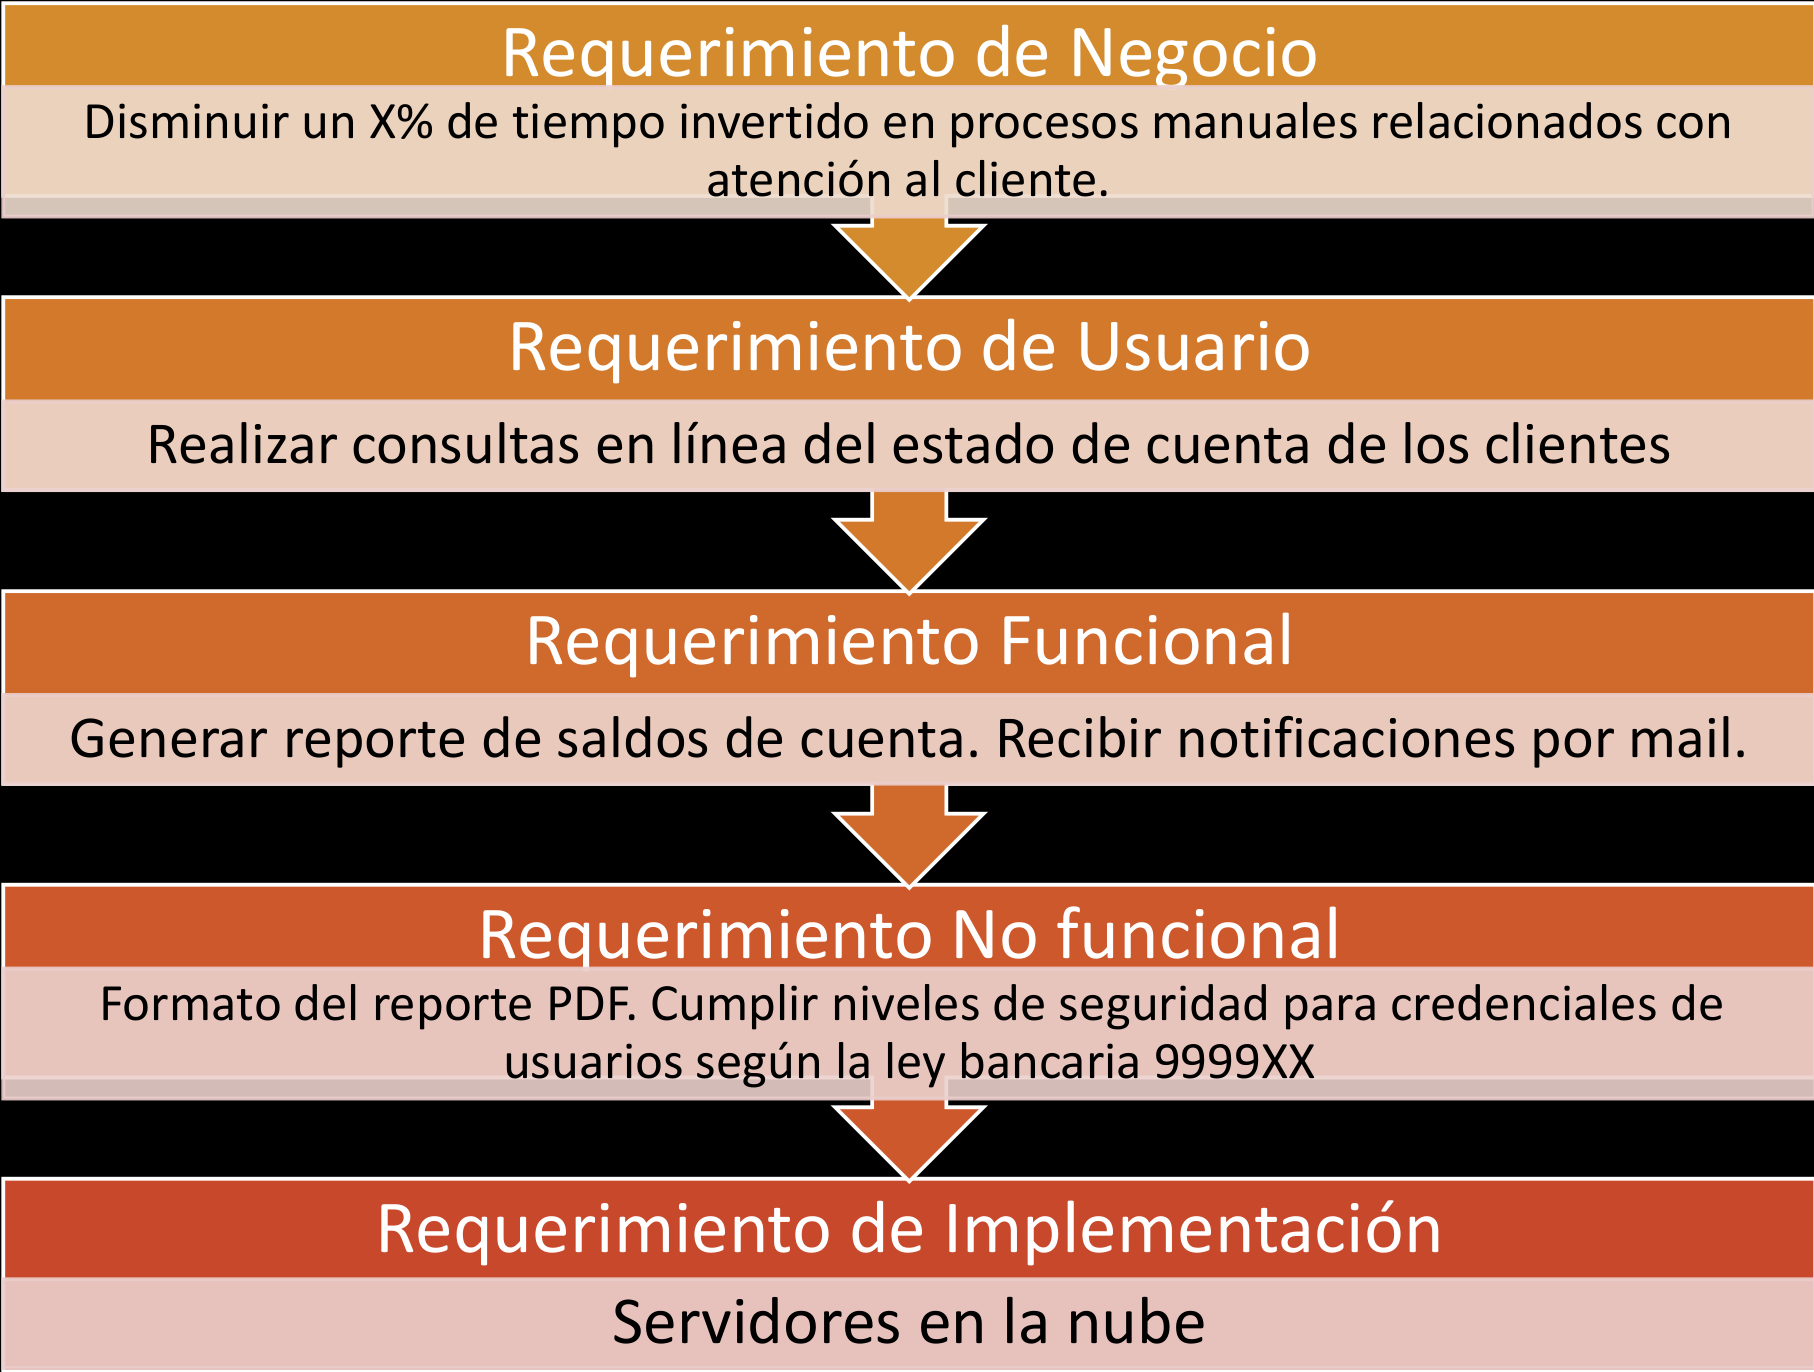 Requerimiento de Negocio
Disminuir un X% de tiempo invertido en procesos manuales relacionados con
atención al cliente.
Requerimiento de Usuario
Realizar consultas en línea del estado de cuenta de los clientes
Requerimiento Funcional
Generar reporte de saldos de cuenta. Recibir notificaciones por mail.
Requerimiento No funcional
Formato del reporte PDF. Cumplir niveles de seguridad para credenciales de
usuarios según la ley bancaria 9999XX
Requerimiento de Implementación
Servidores en la nube